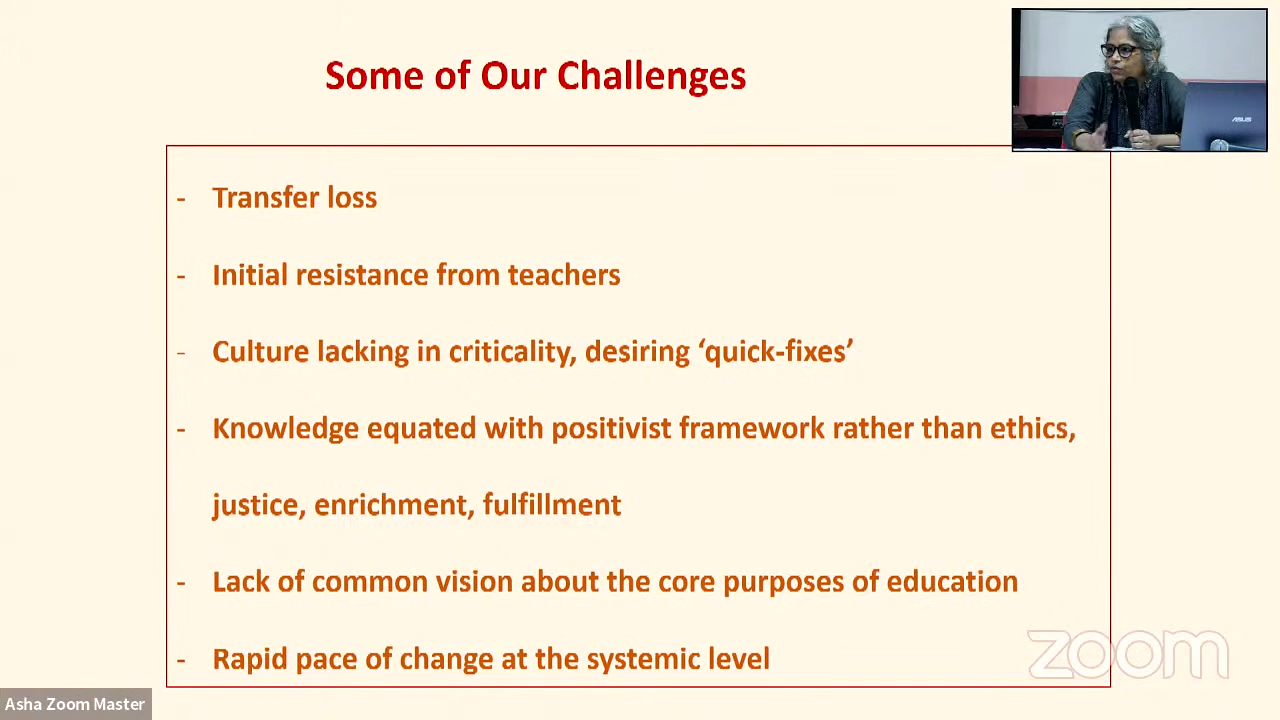 Some of Our Challenges
ASUS
- Transfer loss
- Initial resistance from teachers
- Culture lacking in criticality, desiring ‘quick-fixes’
- Knowledge equated with positivist framework rather than ethics,
justice, enrichment, fulfillment
- Lack of common vision about the core purposes of education
- Rapid pace of change at the systemic level
zoom
Asha Zoom Master